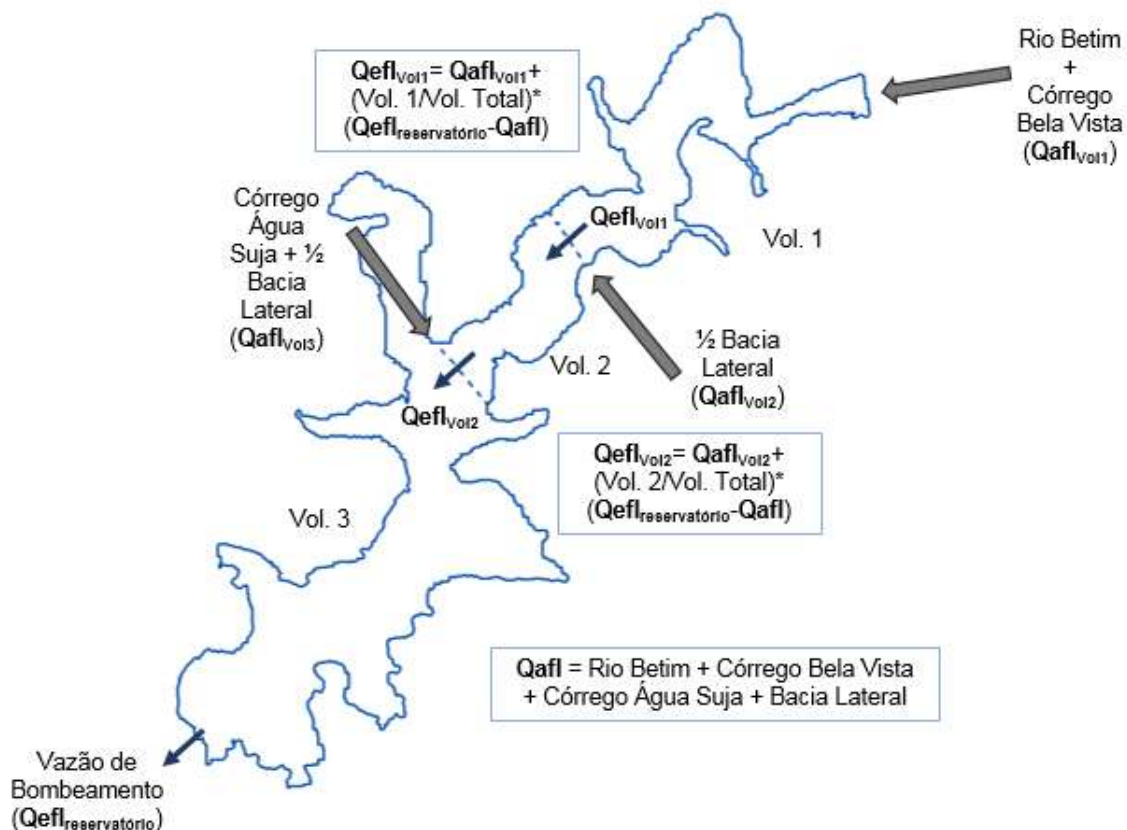 Rio Betim
+
Córrego
Bela Vista
(Qafl_Vol1)
Qefl_Vol1= Qafl_Vol1+
(Vol. 1/Vol. Total)*
(Qefl_reservatório-Qafl)
Córrego
Água
Suja + ½
Bacia
Lateral
(Qafl_Vol3)
Qefl_Vol1
Vol. 1
½ Bacia
Lateral
(Qafl_Vol2)
Vol. 2
Qefl_Vol2
Qefl_Vol2= Qafl_Vol2+
(Vol. 2/Vol. Total)*
(Qefl_reservatório-Qafl)
Vol. 3
Qafl = Rio Betim + Córrego Bela Vista
+ Córrego Água Suja + Bacia Lateral
Vazão de
Bombeamento
(Qefl_reservatório)